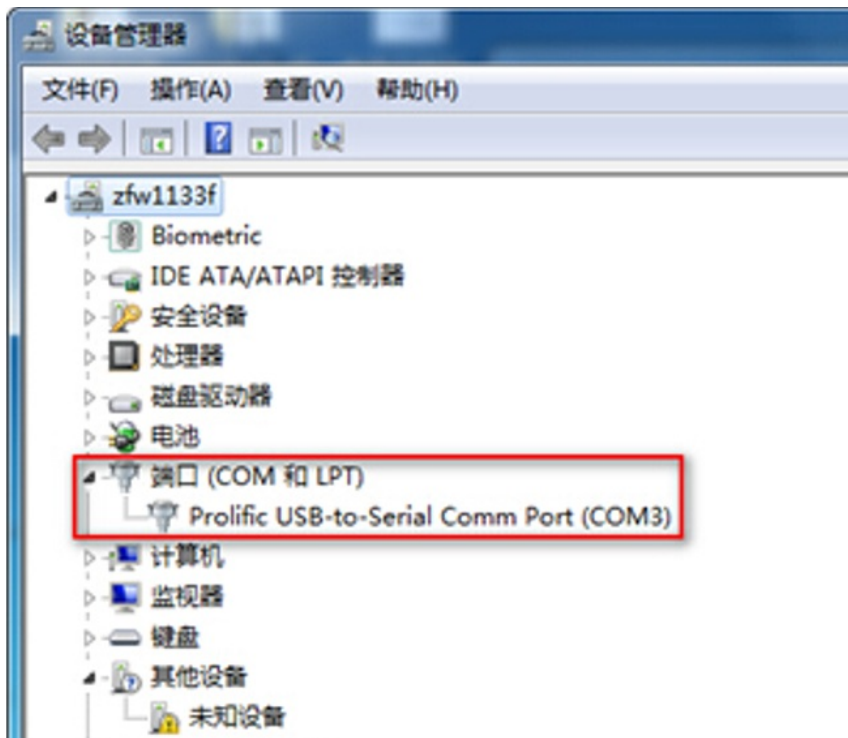 设备管理器
文件(F) 操作(A) 查看(V) 帮助(H)
zfw1133f
Biometric
IDE ATA/ATAPI 控制器
安全设备
处理器
磁盘驱动器
电池
端口 (COM 和 LPT)
Prolific USB-to-Serial Comm Port (COM3)
计算机
监视器
键盘
其他设备
未知设备